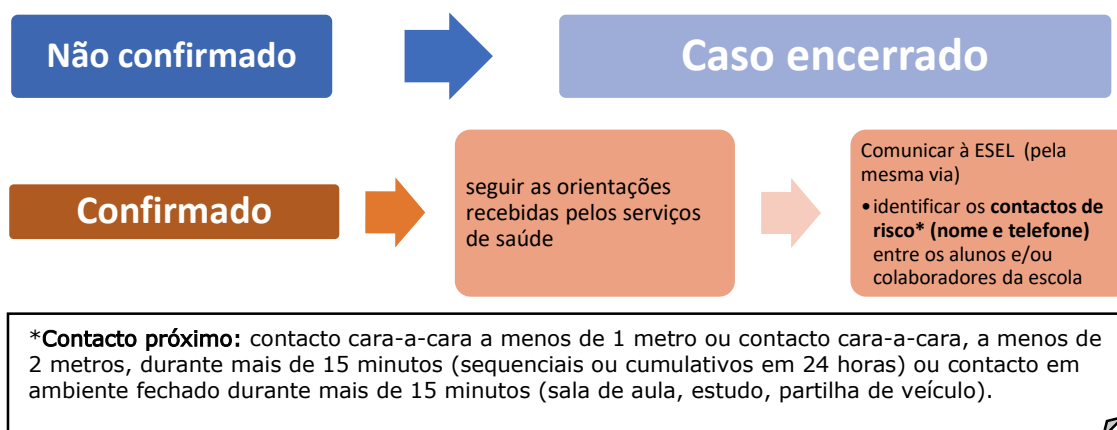 Não confirmado
Caso encerrado
Confirmado
seguir as orientações
recebidas pelos serviços
de saúde
Comunicar à ESEL (pela
mesma via)
•identificar os contactos de
risco* (nome e telefone)
entre os alunos e/ou
colaboradores da escola
*Contacto próximo: contacto cara-a-cara a menos de 1 metro ou contacto cara-a-cara, a menos de
2 metros, durante mais de 15 minutos (sequenciais ou cumulativos em 24 horas) ou contacto em
ambiente fechado durante mais de 15 minutos (sala de aula, estudo, partilha de veículo).